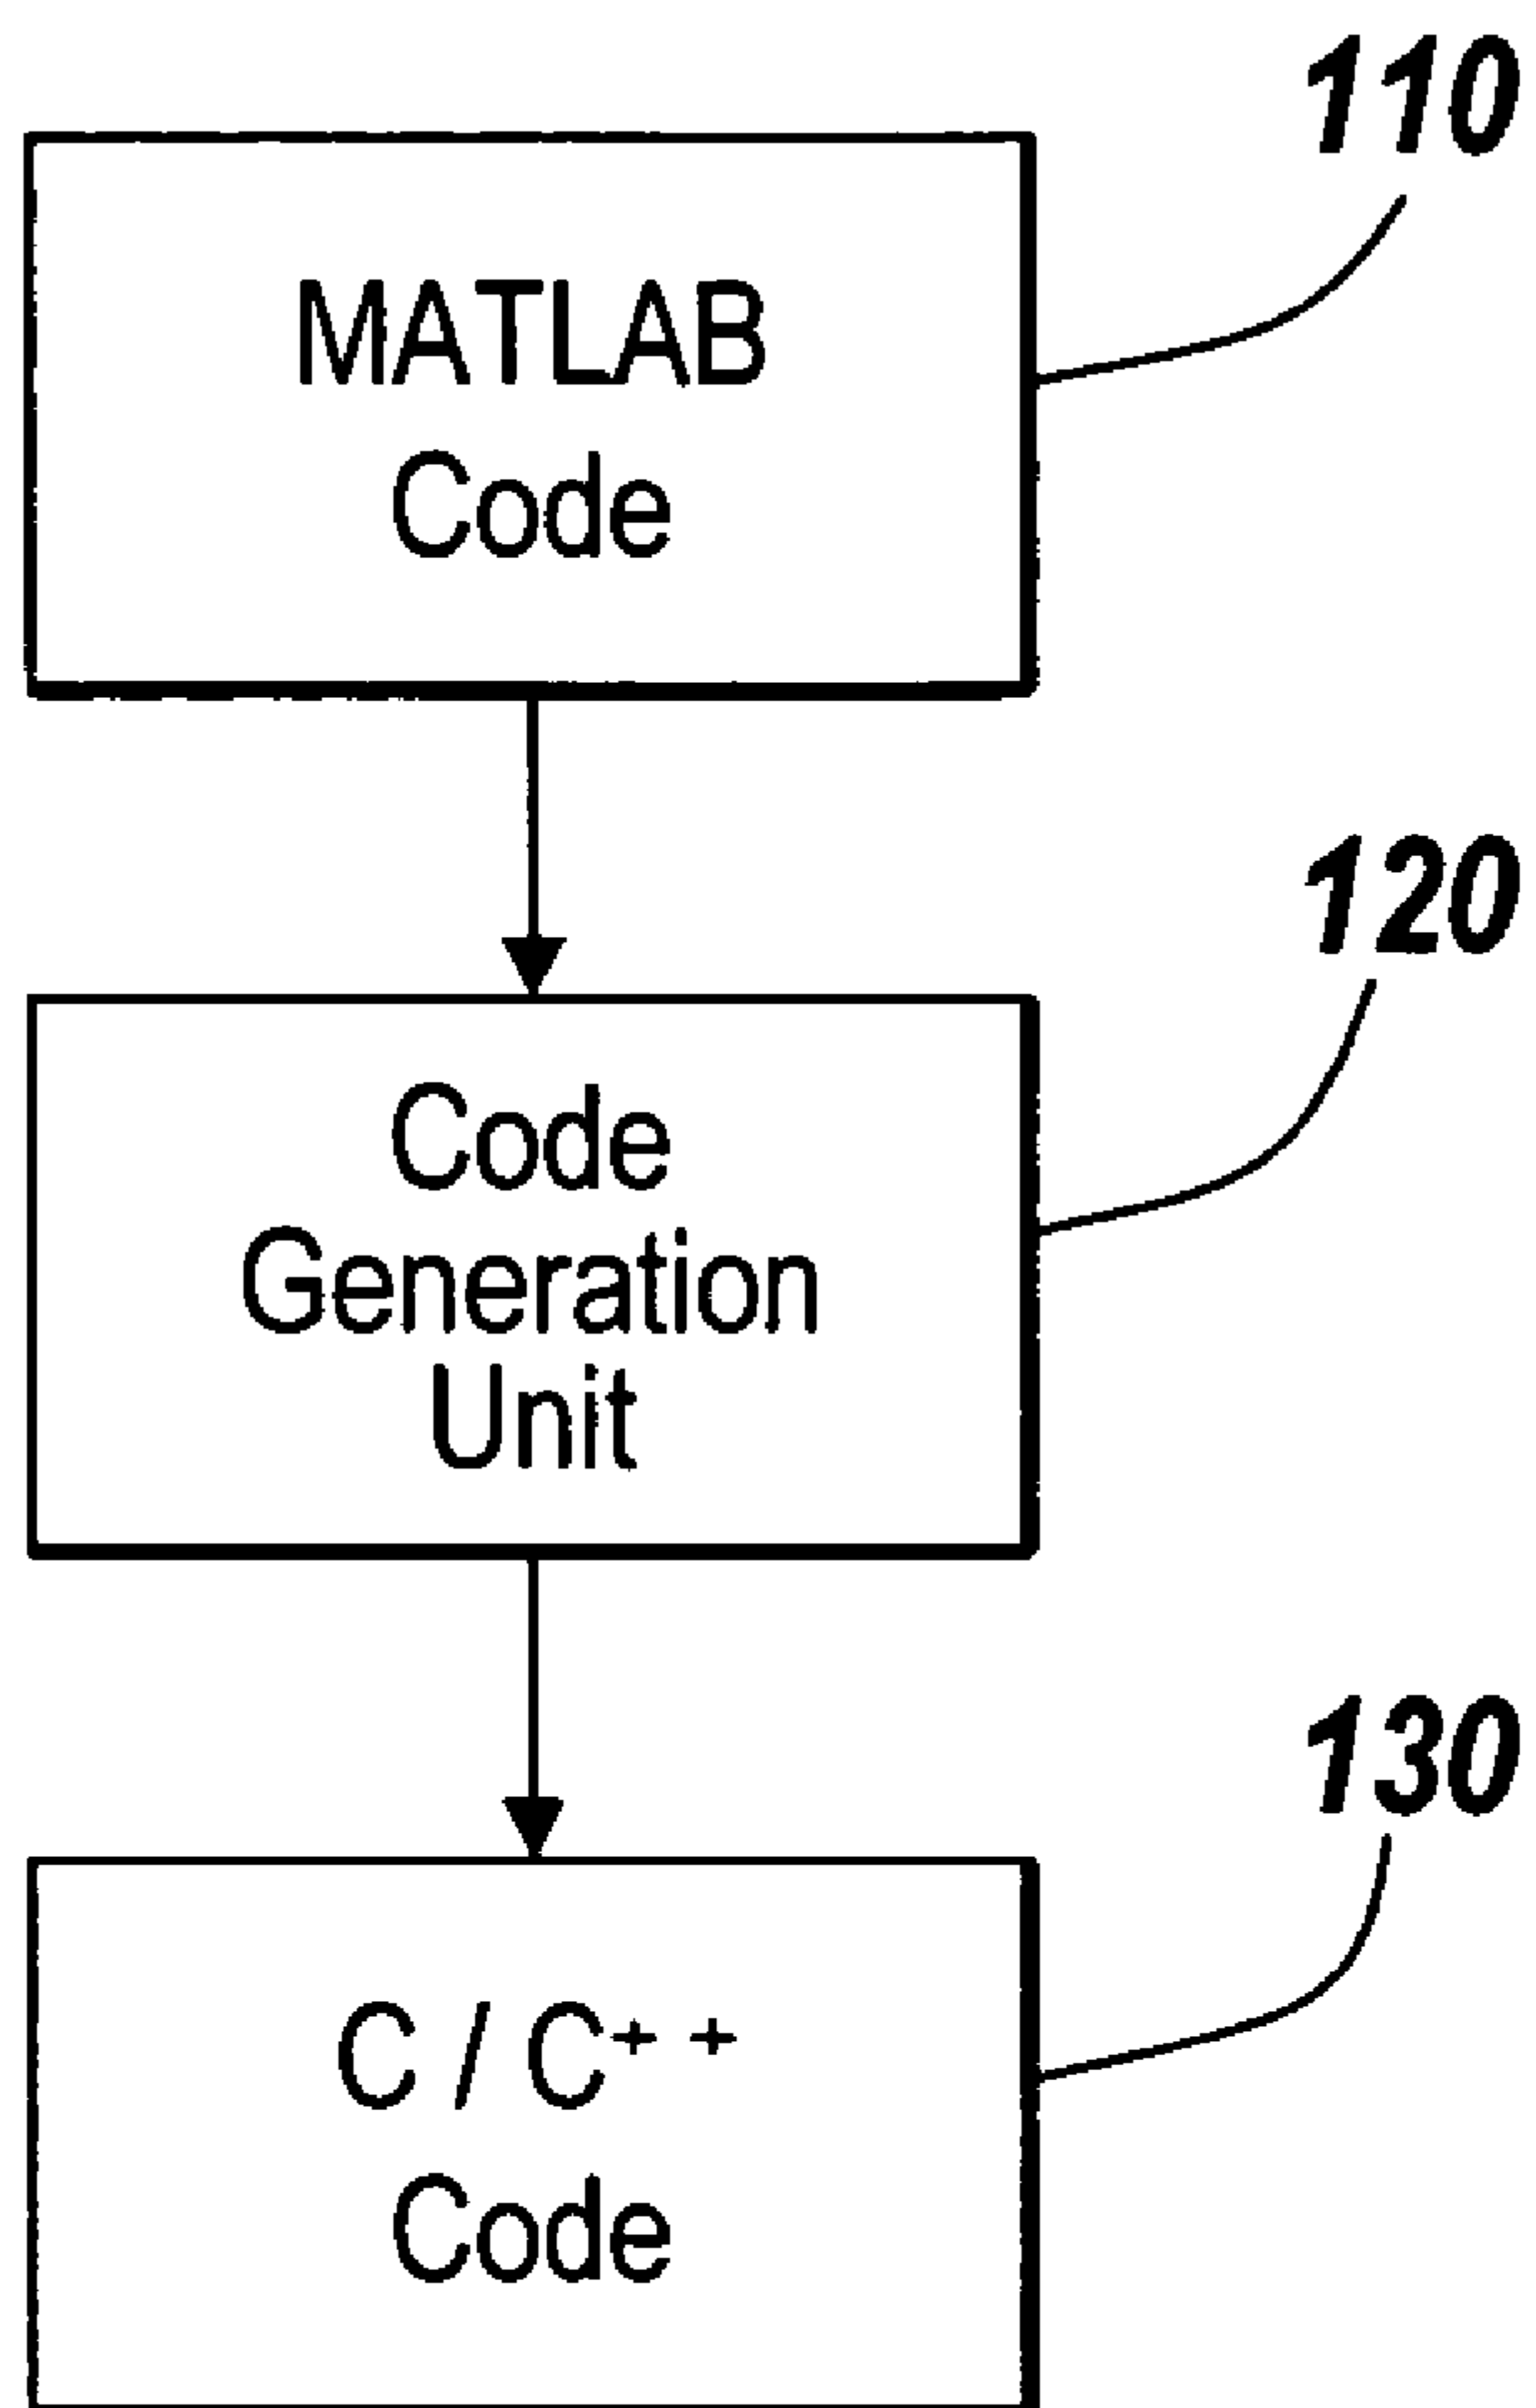 110
MATLAB
Code
120
Code
Generation
Unit
130
C / C++
Code